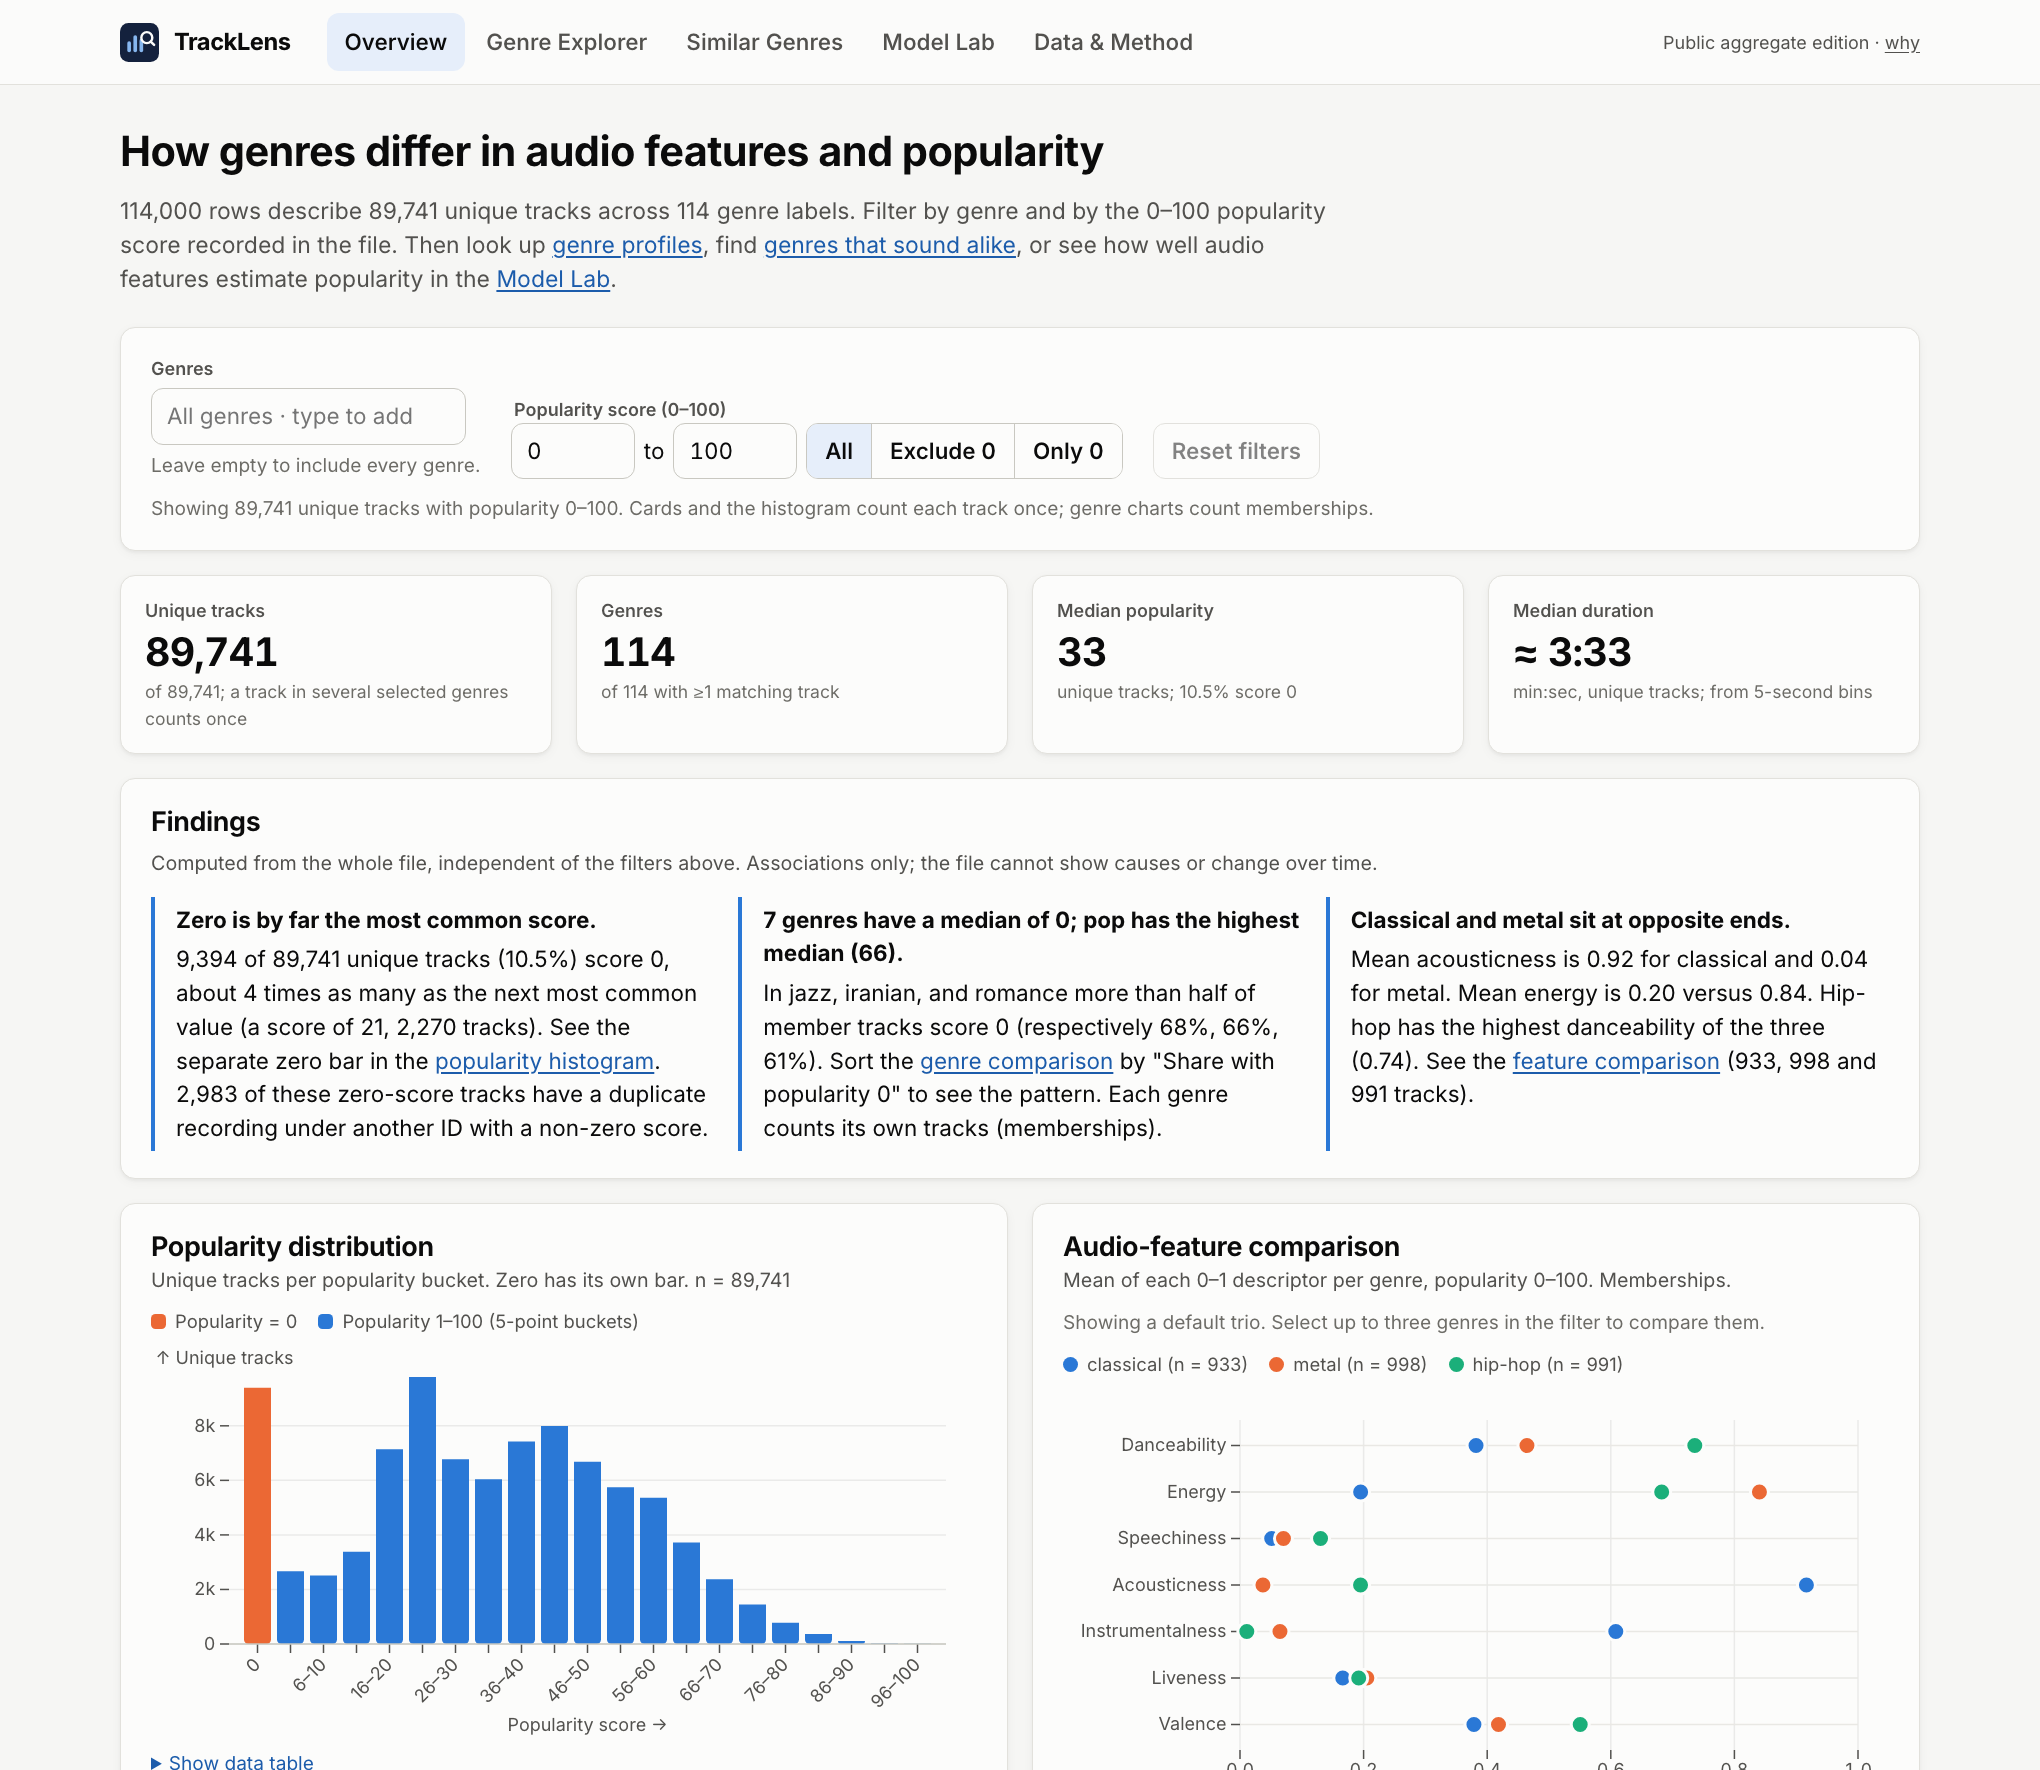 TrackLens
Overview
Genre Explorer
Similar Genres
Model Lab
Data & Method
Public aggregate edition · why
How genres differ in audio features and popularity
114,000 rows describe 89,741 unique tracks across 114 genre labels. Filter by genre and by the 0–100 popularity
score recorded in the file. Then look up genre profiles, find genres that sound alike, or see how well audio
features estimate popularity in the Model Lab.
Genres
All genres · type to add
Leave empty to include every genre.
Popularity score (0–100)
0 to 100
All
Exclude 0
Only 0
Reset filters
Showing 89,741 unique tracks with popularity 0–100. Cards and the histogram count each track once; genre charts count memberships.
Unique tracks
89,741
of 89,741; a track in several selected genres
counts once
Genres
114
of 114 with ≥1 matching track
Median popularity
33
unique tracks; 10.5% score 0
Median duration
≈ 3:33
min:sec, unique tracks; from 5-second bins
Findings
Computed from the whole file, independent of the filters above. Associations only; the file cannot show causes or change over time.
Zero is by far the most common score.
9,394 of 89,741 unique tracks (10.5%) score 0,
about 4 times as many as the next most common
value (a score of 21, 2,270 tracks). See the
separate zero bar in the popularity histogram.
2,983 of these zero-score tracks have a duplicate
recording under another ID with a non-zero score.
7 genres have a median of 0; pop has the highest
median (66).
In jazz, iranian, and romance more than half of
member tracks score 0 (respectively 68%, 66%,
61%). Sort the genre comparison by "Share with
popularity 0" to see the pattern. Each genre
counts its own tracks (memberships).
Classical and metal sit at opposite ends.
Mean acousticness is 0.92 for classical and 0.04
for metal. Mean energy is 0.20 versus 0.84. Hip-
hop has the highest danceability of the three
(0.74). See the feature comparison (933, 998 and
991 tracks).
Popularity distribution
Unique tracks per popularity bucket. Zero has its own bar. n = 89,741
Popularity = 0
Popularity 1–100 (5-point buckets)
↑ Unique tracks
8k
6k
4k
2k
0
0
6–10
16–20
26–30
36–40
46–50
56–60
66–70
76–80
86–90
96–100
Popularity score →
▶ Show data table
Audio-feature comparison
Mean of each 0–1 descriptor per genre, popularity 0–100. Memberships.
Showing a default trio. Select up to three genres in the filter to compare them.
classical (n = 933)
metal (n = 998)
hip-hop (n = 991)
Danceability
Energy
Speechiness
Acousticness
Instrumentalness
Liveness
Valence
0.0
0.2
0.4
0.6
0.8
1.0